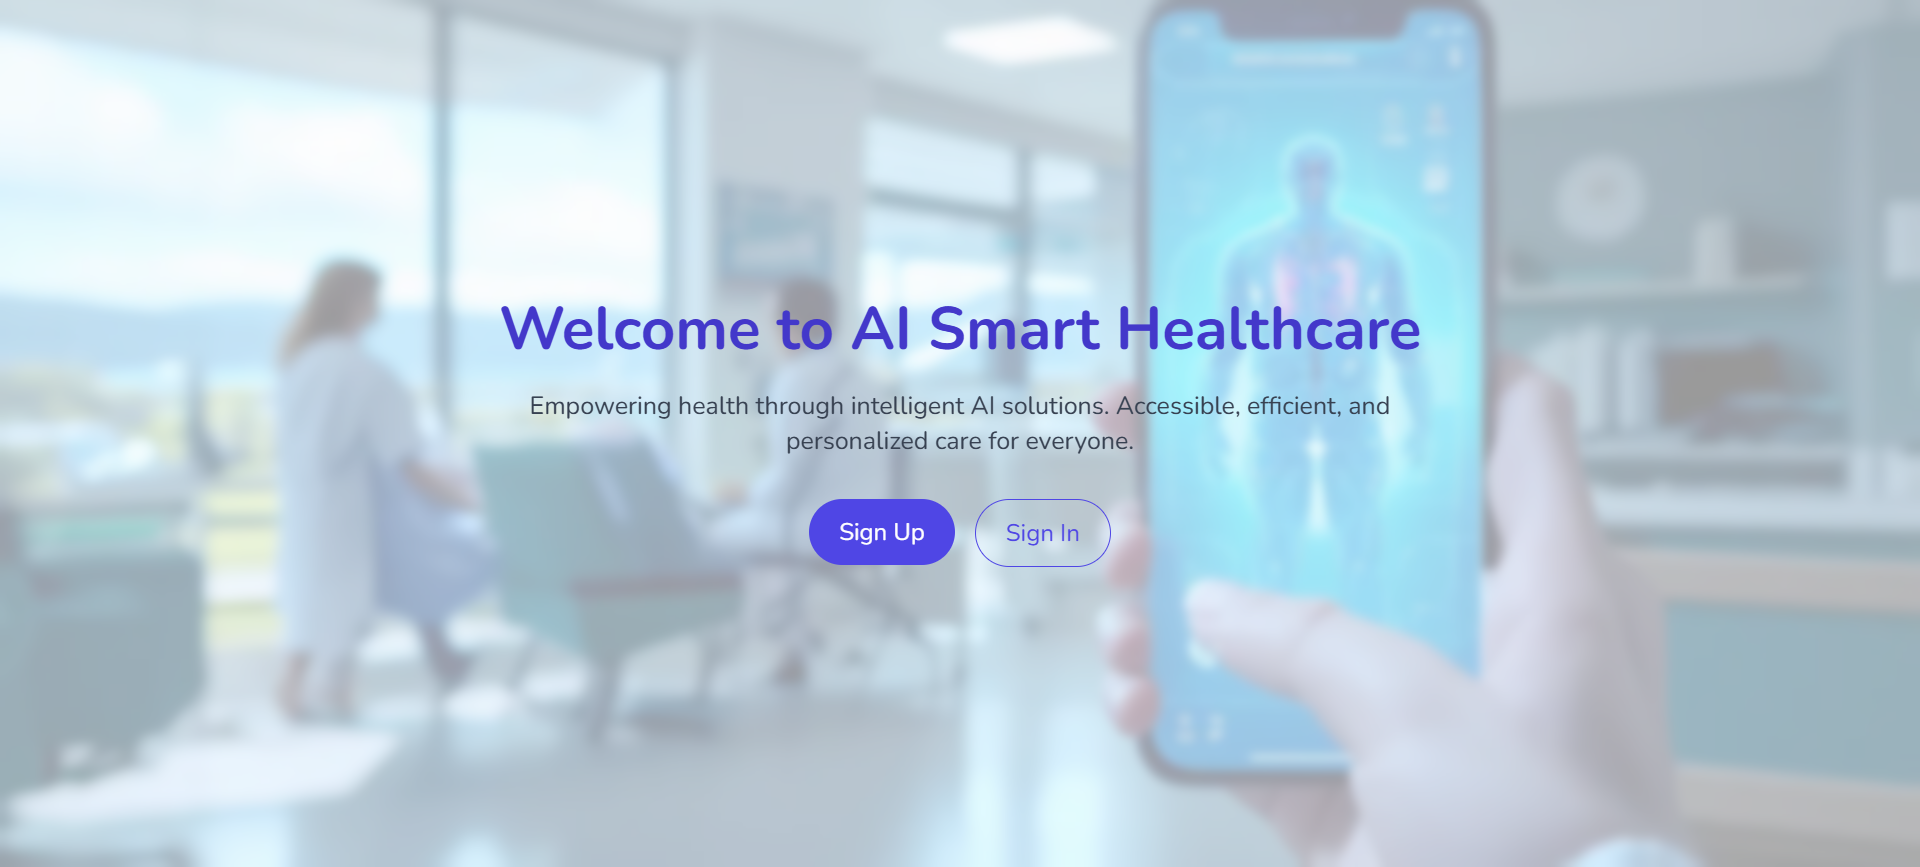 Welcome to AI Smart Healthcare
Empowering health through intelligent AI solutions. Accessible, efficient, and
personalized care for everyone.
Sign Up
Sign In